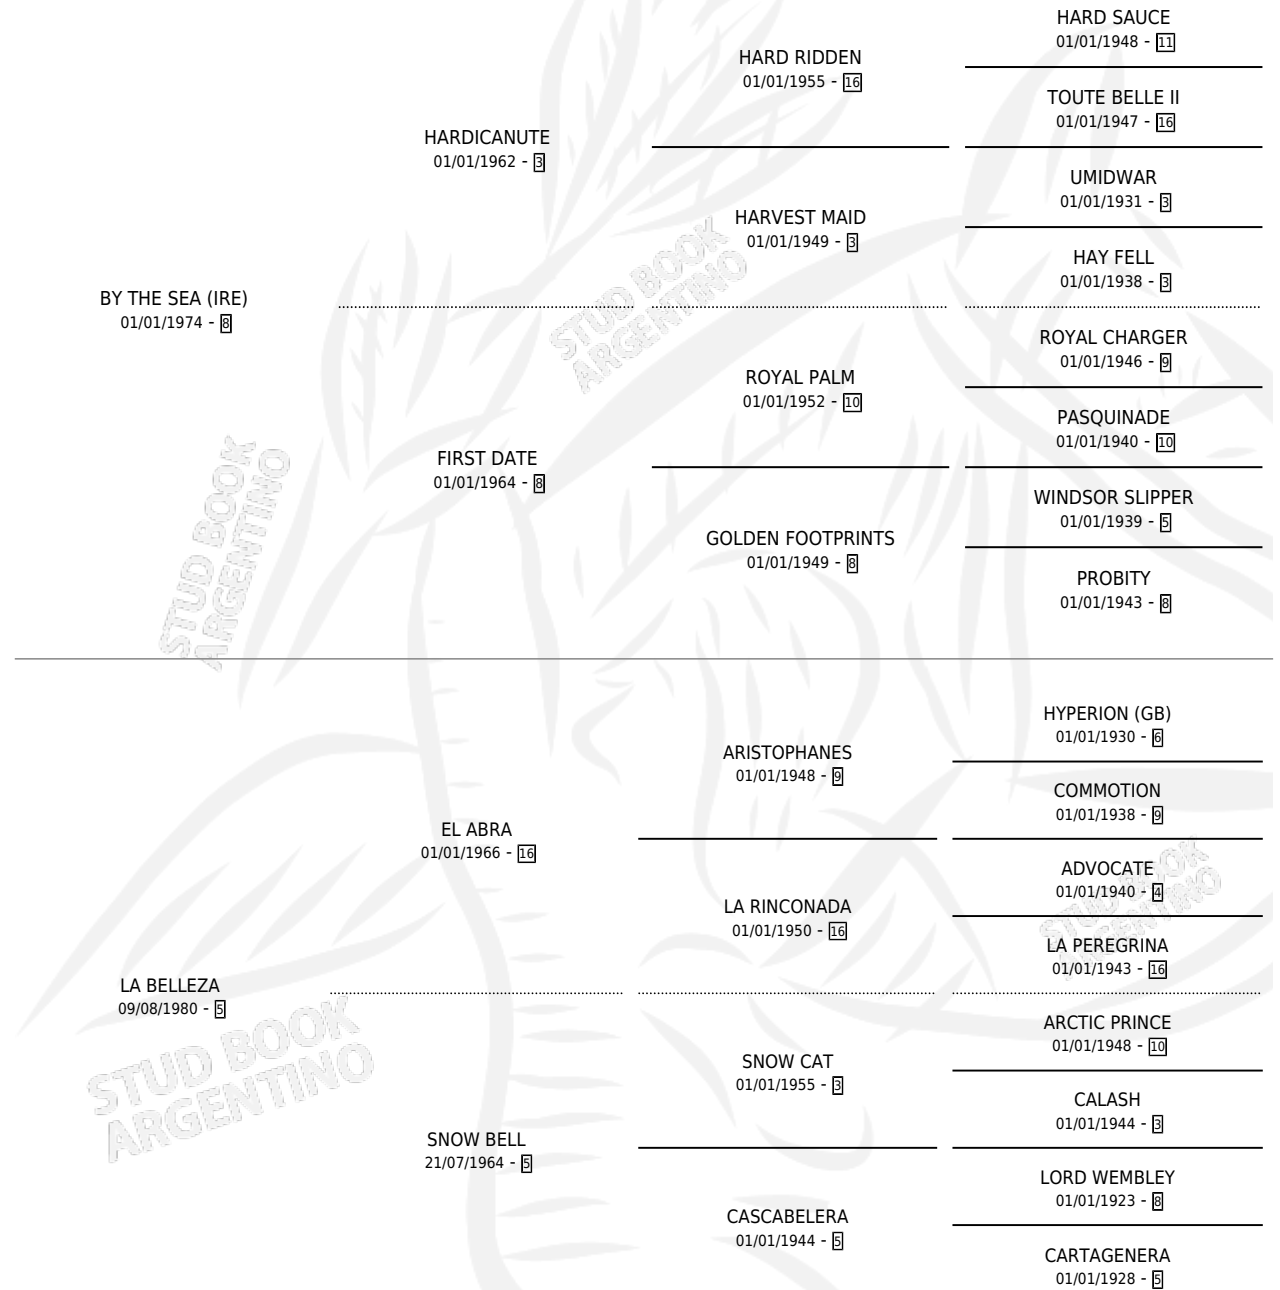 HARD SAUCE
01/01/1948 - 11
HARD RIDDEN
01/01/1955 - 16
TOUTE BELLE II
01/01/1947 - 16
HARDICANUTE
01/01/1962 - 3
UMIDWAR
01/01/1931 - 3
HARVEST MAID
01/01/1949 - 3
HAY FELL
01/01/1938 - 3
BY THE SEA (IRE)
01/01/1974 - 8
ROYAL CHARGER
01/01/1946 - 9
ROYAL PALM
01/01/1952 - 10
PASQUINADE
01/01/1940 - 10
FIRST DATE
01/01/1964 - 8
WINDSOR SLIPPER
01/01/1939 - 5
GOLDEN FOOTPRINTS
01/01/1949 - 8
PROBITY
01/01/1943 - 8
HYPERION (GB)
01/01/1930 - 6
ARISTOPHANES
01/01/1948 - 9
COMMOTION
01/01/1938 - 9
EL ABRA
01/01/1966 - 16
ADVOCATE
01/01/1940 - 4
LA RINCONADA
01/01/1950 - 16
LA PEREGRINA
01/01/1943 - 16
LA BELLEZA
09/08/1980 - 5
ARCTIC PRINCE
01/01/1948 - 10
SNOW CAT
01/01/1955 - 3
CALASH
01/01/1944 - 3
SNOW BELL
21/07/1964 - 5
LORD WEMBLEY
01/01/1923 - 8
CASCABELERA
01/01/1944 - 5
CARTAGENERA
01/01/1928 - 5
STUD BOOK
ARGENTINO
STUD BOOK
ARGENTINO
STUD BOOK
ARGENTINO
STUD BOOK
ARGENTINO